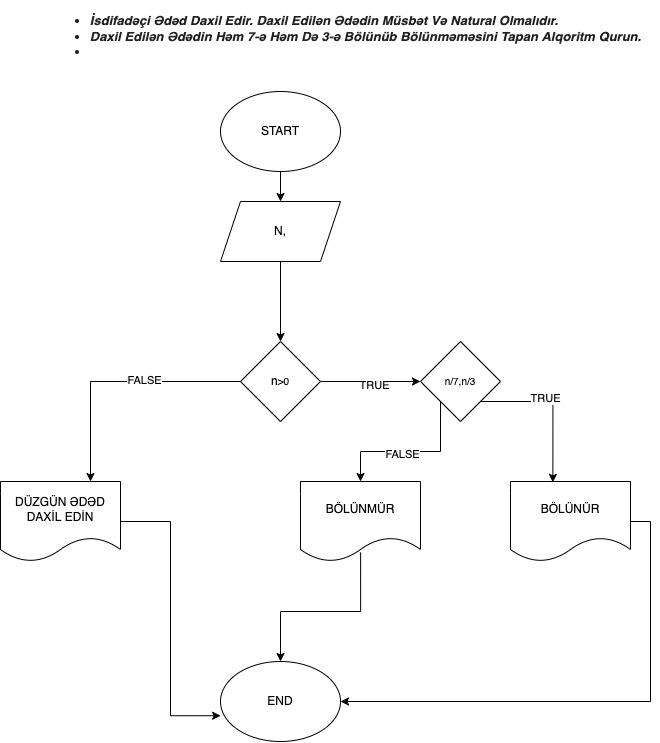 İsdifadəçi Ədəd Daxil Edir. Daxil Edilən Ədədin Müsbət Və Natural Olmalıdır.
Daxil Edilən Ədədin Həm 7-ə Həm Də 3-ə Bölünüb Bölünməməsini Tapan Alqoritm Qurun.
START
N,
n>0
n/7,n/3
FALSE
TRUE
TRUE
FALSE
DÜZGÜN ƏDƏD
DAXİL EDİN
BÖLÜNMÜR
BÖLÜNÜR
END